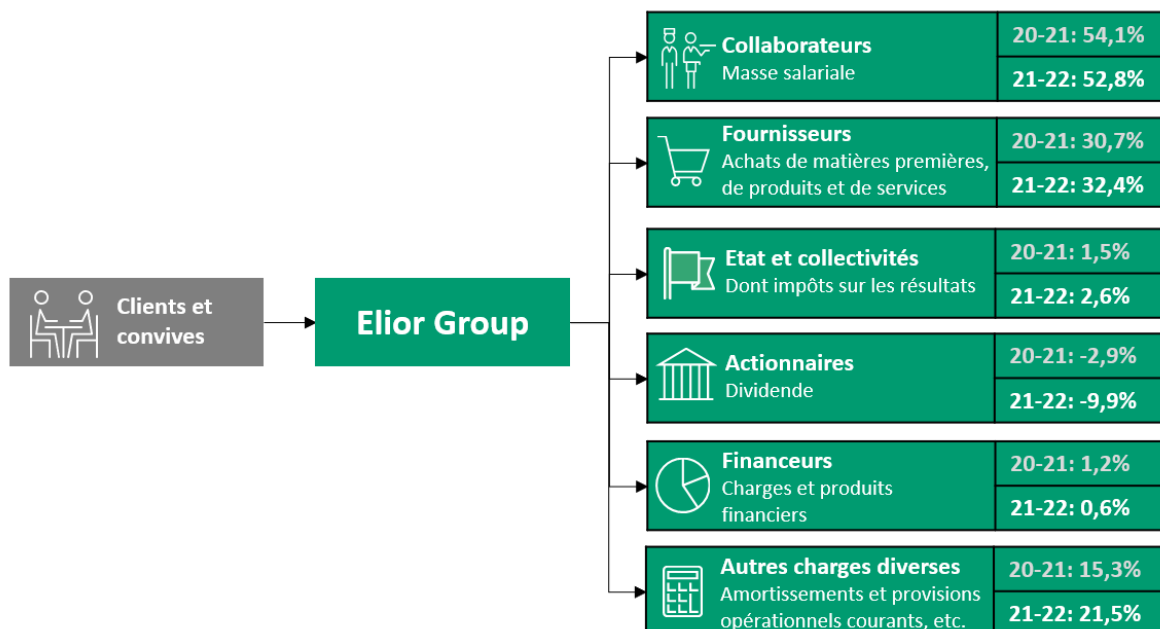 Clients et
convives
Elior Group
Collaborateurs
Masse salariale
20-21: 54,1%
21-22: 52,8%
Fournisseurs
Achats de matières premières,
de produits et de services
20-21: 30,7%
21-22: 32,4%
Etat et collectivités
Dont impôts sur les résultats
20-21: 1,5%
21-22: 2,6%
Actionnaires
Dividende
20-21: -2,9%
21-22: -9,9%
Financeurs
Charges et produits
financiers
20-21: 1,2%
21-22: 0,6%
Autres charges diverses
Amortissements et provisions
opérationnels courants, etc.
20-21: 15,3%
21-22: 21,5%